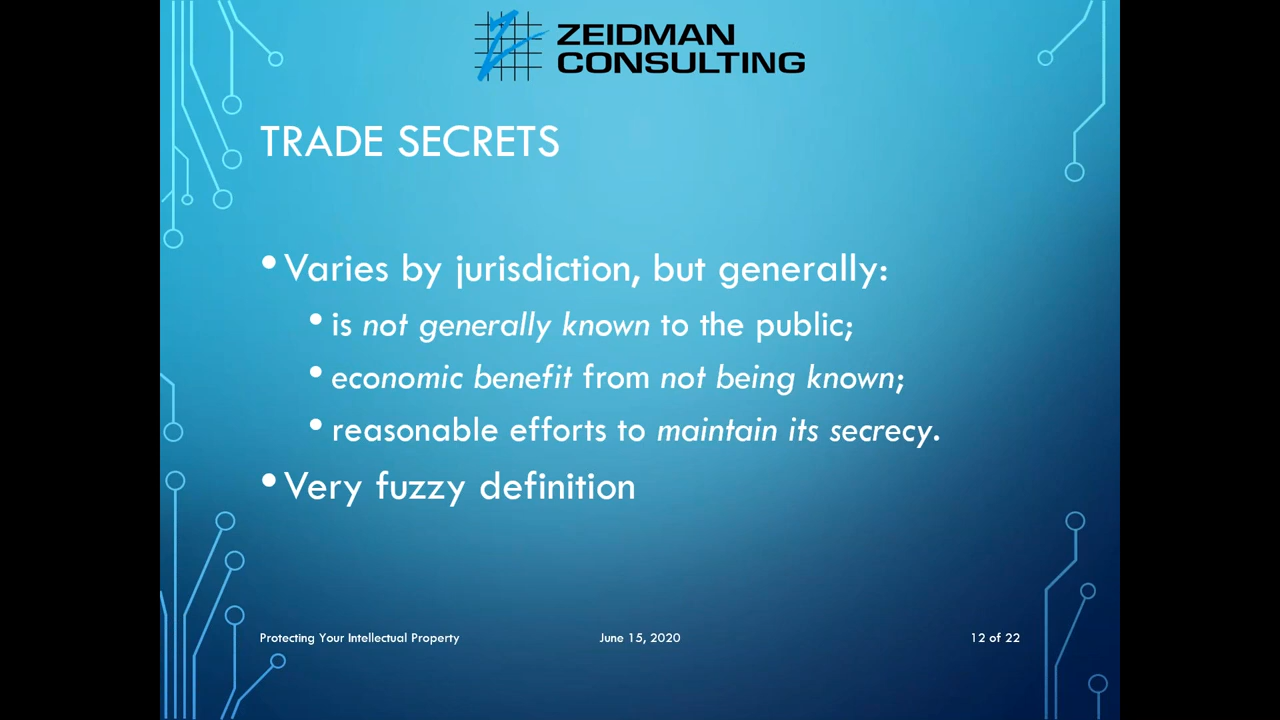 ZEIDMAN
CONSULTING
TRADE SECRETS
• Varies by jurisdiction, but generally:
• is not generally known to the public;
• economic benefit from not being known;
• reasonable efforts to maintain its secrecy.
• Very fuzzy definition
Protecting Your Intellectual Property June 15, 2020 12 of 22